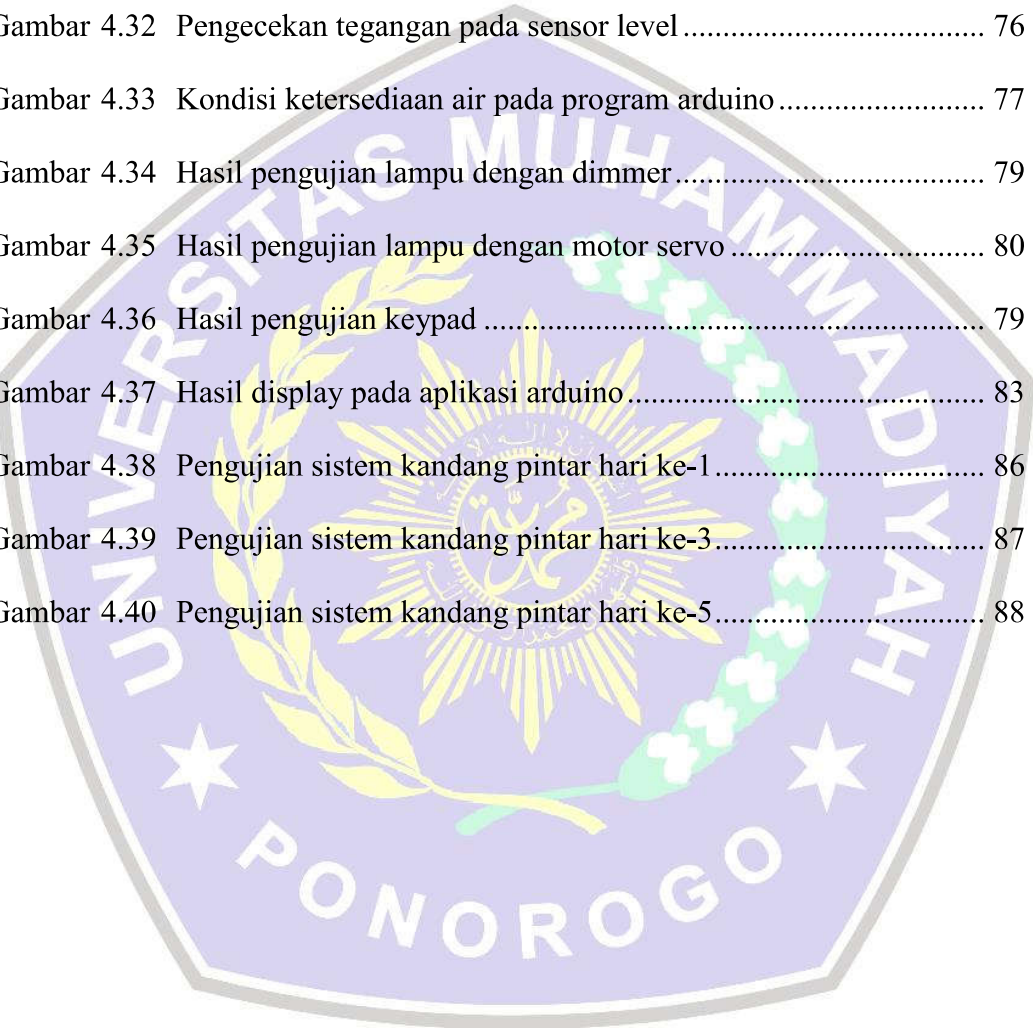 Gambar 4.32 Pengecekan tegangan pada sensor level................................... 76
Gambar 4.33 Kondisi ketersediaan air pada program arduino........................ 77
Gambar 4.34 Hasil pengujian lampu dengan dimmer.................................... 79
Gambar 4.35 Hasil pengujian lampu dengan motor servo............................. 80
Gambar 4.36 Hasil pengujian keypad.......................................................... 79
Gambar 4.37 Hasil display pada aplikasi arduino......................................... 83
Gambar 4.38 Pengujian sistem kandang pintar hari ke-1............................... 86
Gambar 4.39 Pengujian sistem kandang pintar hari ke-3............................... 87
Gambar 4.40 Pengujian sistem kandang pintar hari ke-5............................... 88
UNIVERSITAS MUHAMMADIYAH
PONOROGO
محمدية